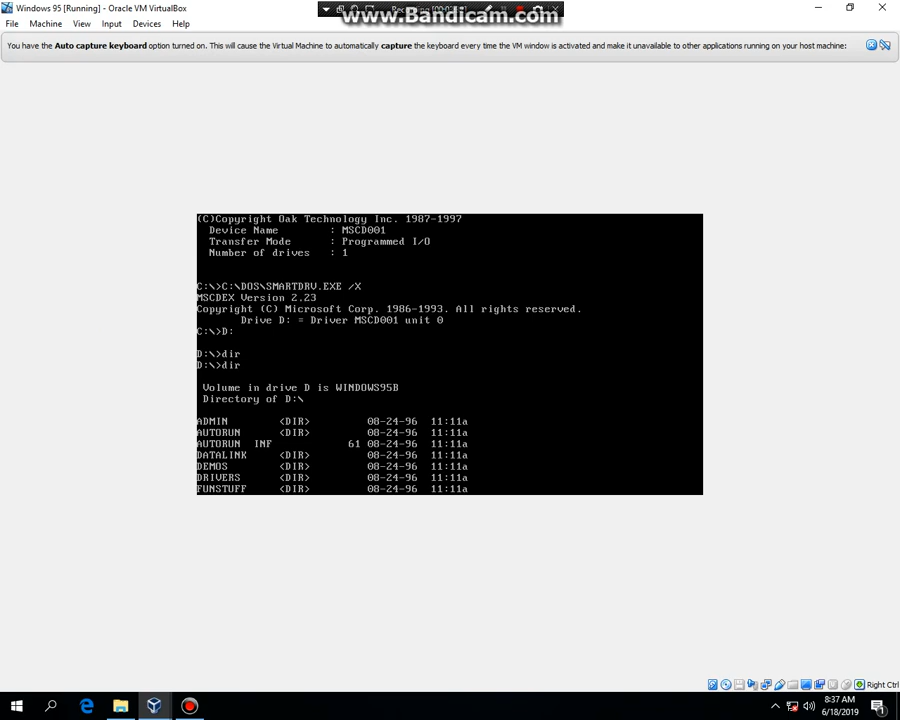 Windows 95 [Running] - Oracle VM VirtualBox
www.Bandicam.com
File Machine View Input Devices Help
You have the Auto capture keyboard option turned on. This will cause the Virtual Machine to automatically capture the keyboard every time the VM window is activated and make it unavailable to other applications running on your host machine:
(C)Copyright Oak Technology Inc. 1987-1997
Device Name : MSCD001
Transfer Mode : Programmed I/O
Number of drives : 1
C:\>C:\DOS\SMARTDRV.EXE /X
MSCDEX Version 2.23
Copyright (C) Microsoft Corp. 1986-1993. All rights reserved.
Drive D: = Driver MSCD001 unit 0
C:\>D:
D:\>dir
D:\>dir
Volume in drive D is WINDOWS95B
Directory of D:\
ADMIN <DIR> 08-24-96 11:11a
AUTORUN <DIR> 08-24-96 11:11a
AUTORUN INF 61 08-24-96 11:11a
DATALINK <DIR> 08-24-96 11:11a
DEMOS <DIR> 08-24-96 11:11a
DRIVERS <DIR> 08-24-96 11:11a
FUNSTUFF <DIR> 08-24-96 11:11a
Right Ctrl
8:37 AM
6/18/2019
1